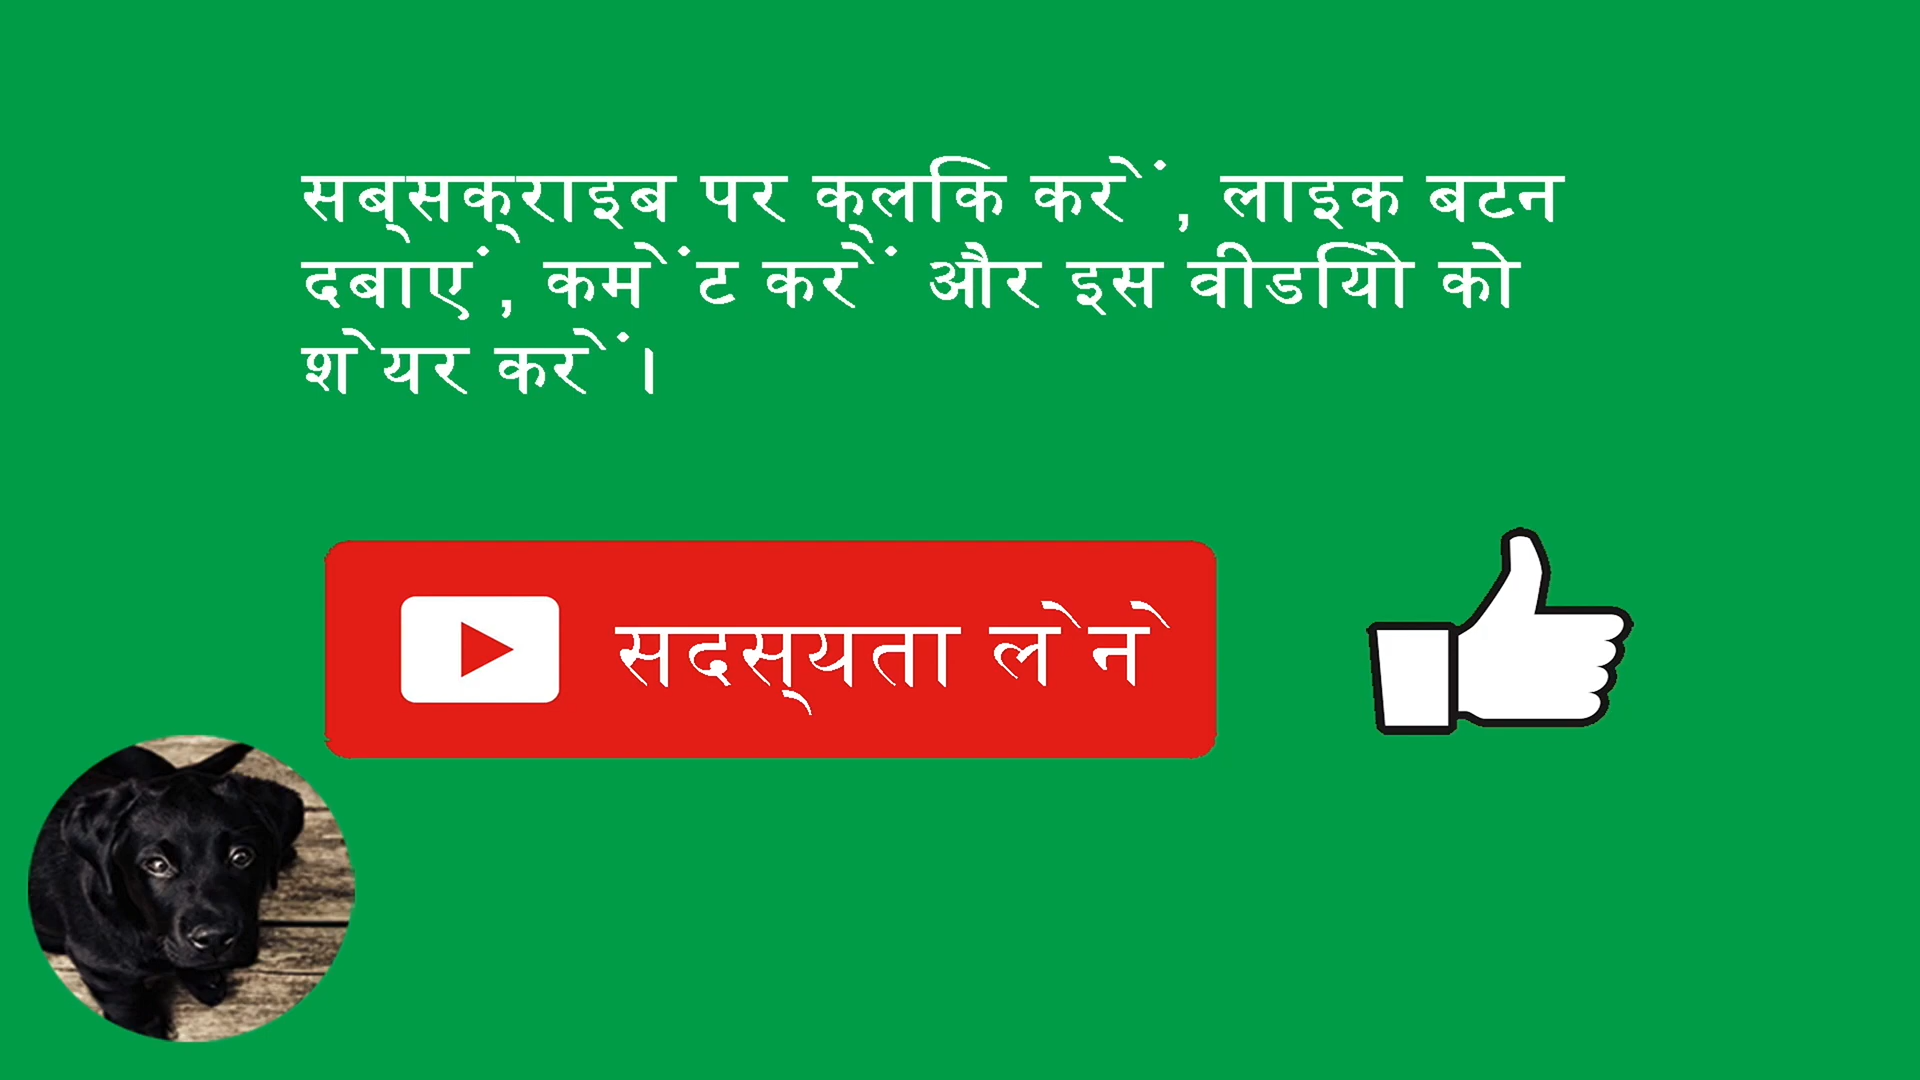 सब्सक्राइब पर क्लिक करें, लाइक बटन
दबाएं, कमेंट करें और इस वीडियो को
शेयर करें।
सदस्यता लेने